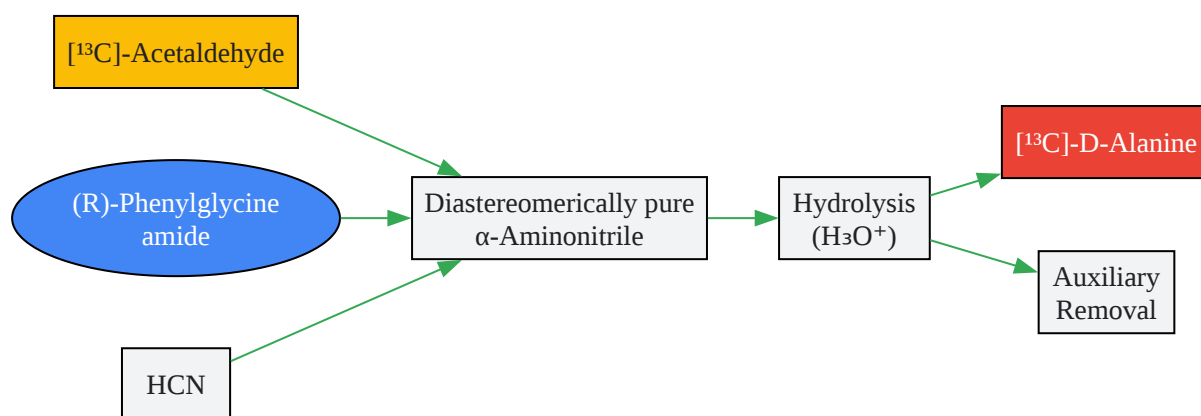 [¹³C]-Acetaldehyde
(R)-Phenylglycine
amide
HCN
Diastereomerically pure
α-Aminonitrile
Hydrolysis
(H₃O⁺)
[¹³C]-D-Alanine
Auxiliary
Removal